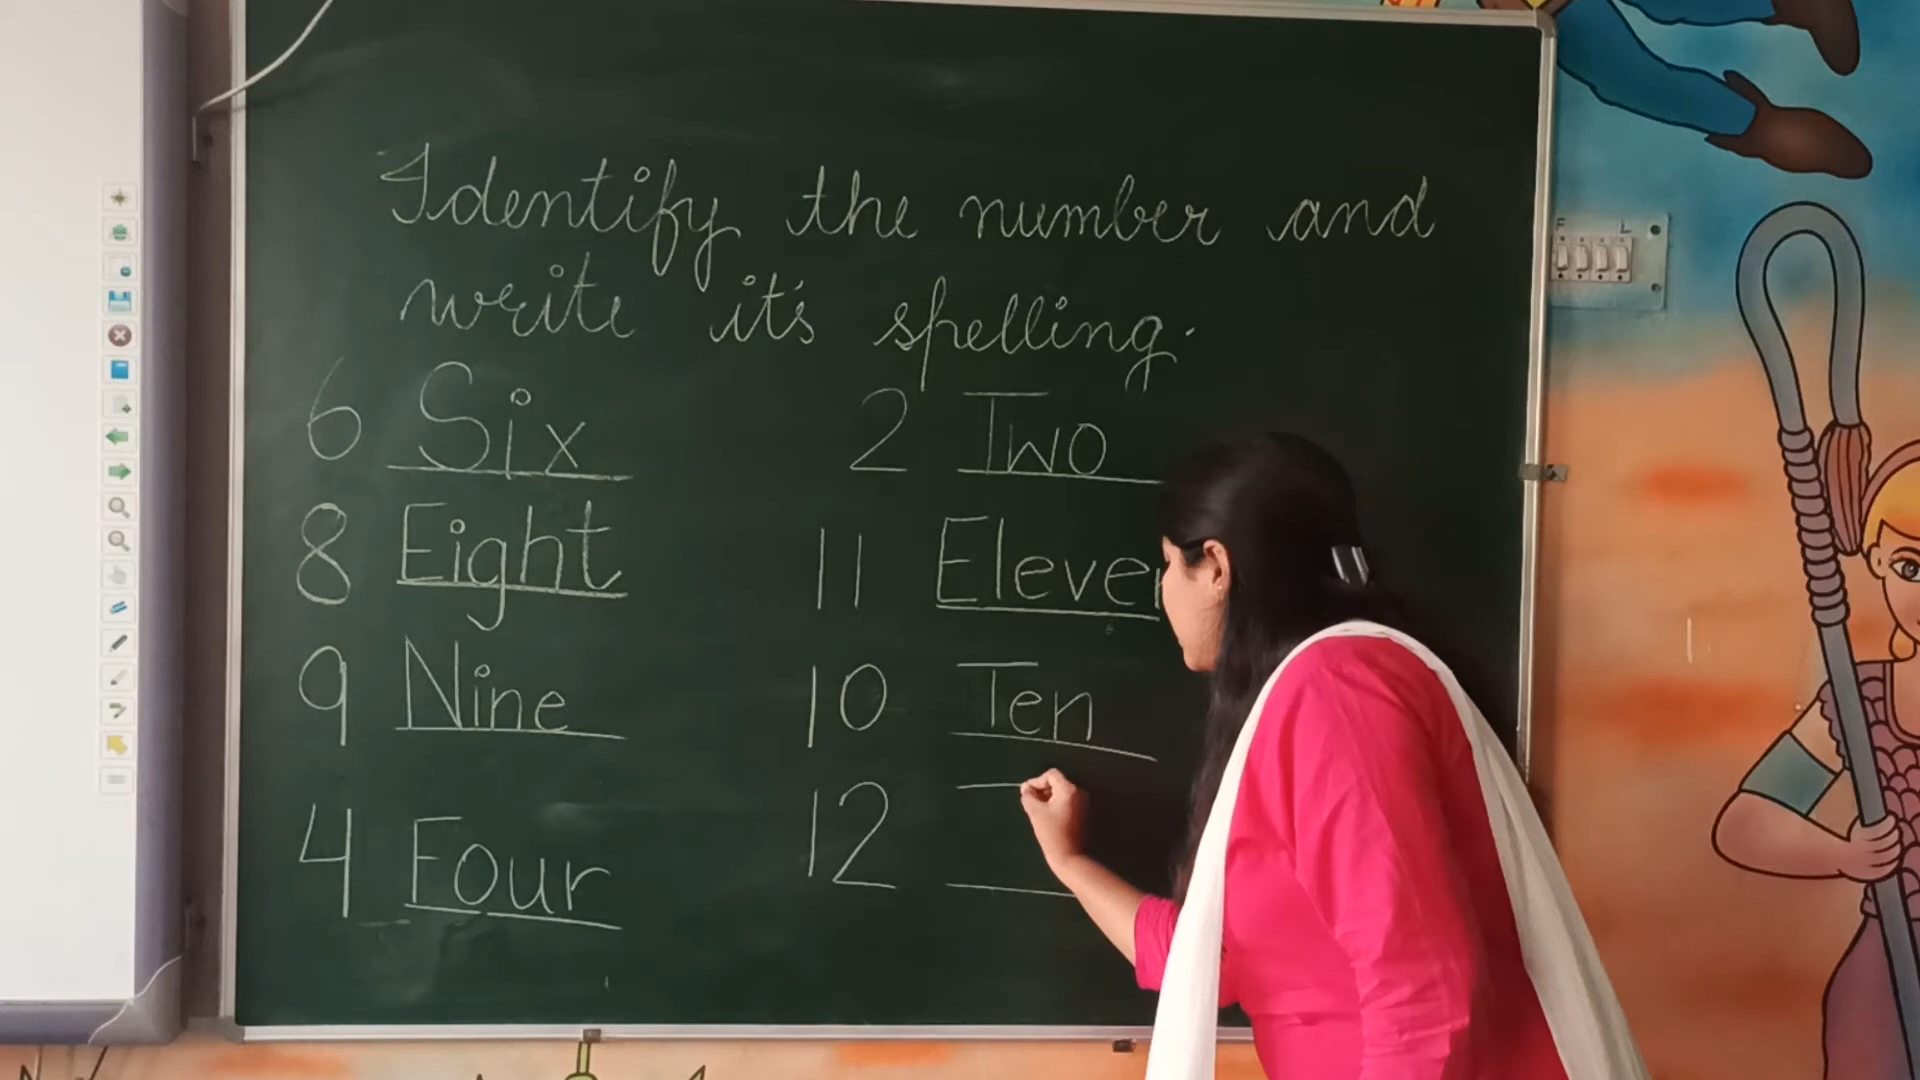 Identify the number and
write it's spelling.
6 Six 2 Two
8 Eight 11 Eleven
9 Nine 10 Ten
4 Four 12